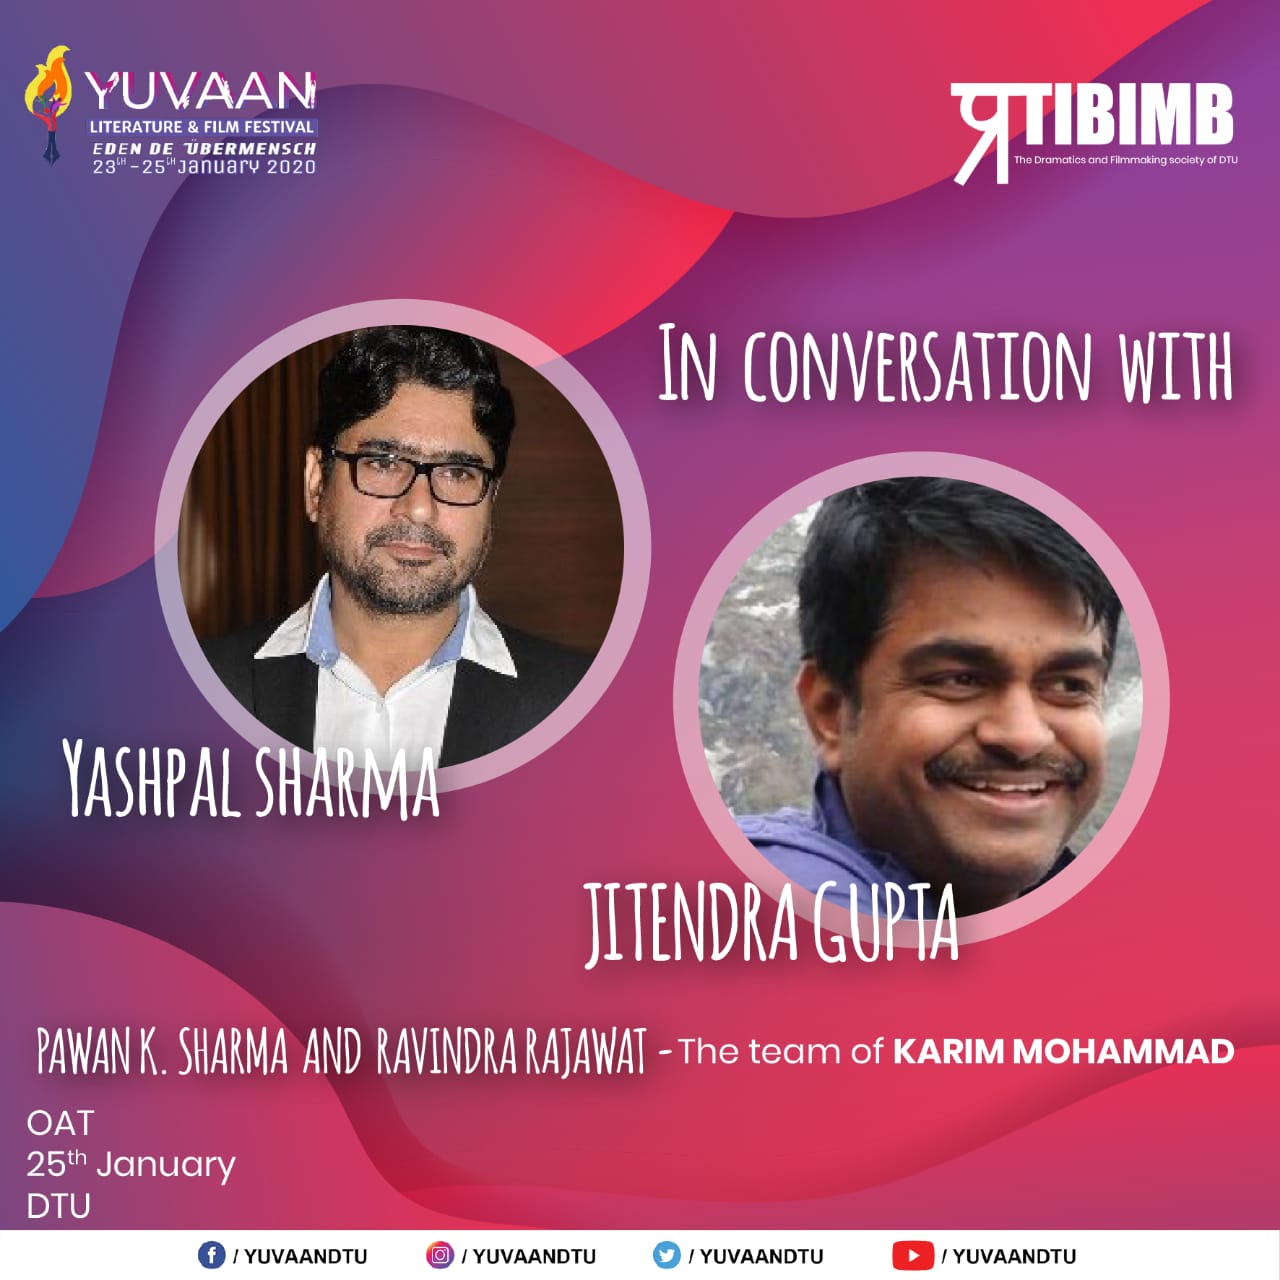 YUVAAN
LITERATURE & FILM FESTIVAL
EDEN DE ÜBERMENSCH
23th - 25th January 2020
प्रTIBIMB
The Dramatics and Filmmaking society of DTU
In conversation with
Yashpal Sharma
JITENDRA GUPTA
PAWAN K. SHARMA AND RAVINDRA RAJAWAT - The team of KARIM MOHAMMAD
OAT
25th January
DTU
/ YUVAANDTU / YUVAANDTU / YUVAANDTU / YUVAANDTU